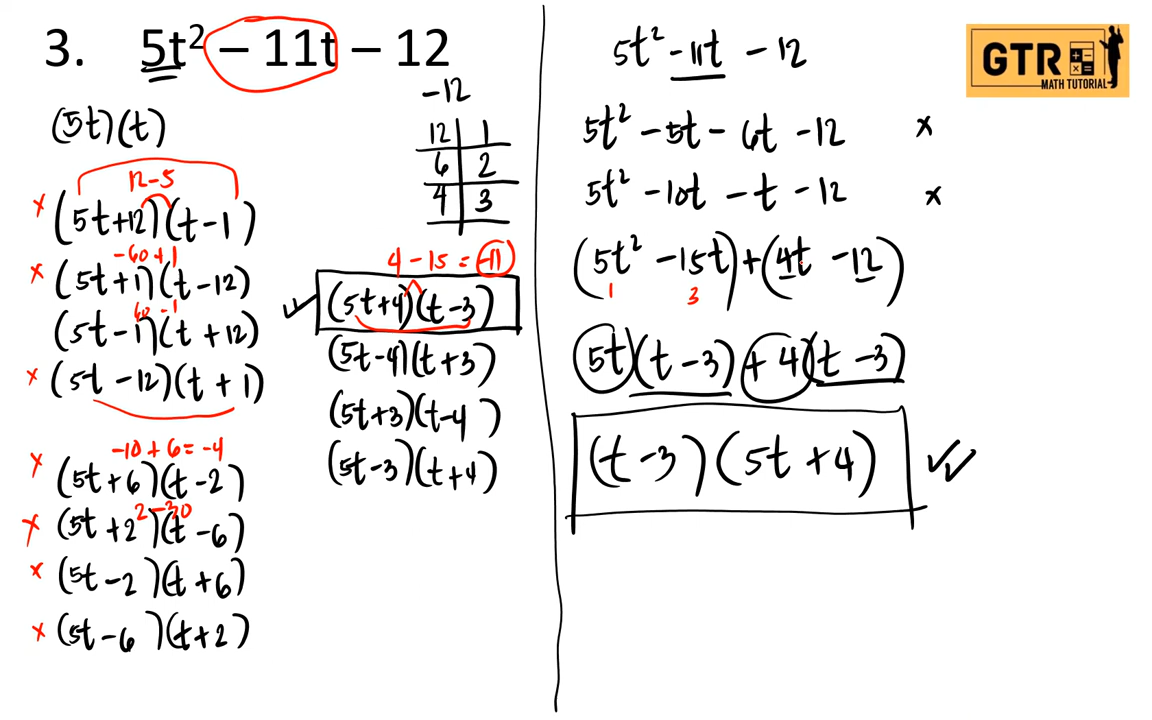 3. 5t² − 11t − 12
(5t)(t)
−12
12 | 1
6 | 2
4 | 3
12 − 5
× (5t + 12)(t − 1)
−60 + 1
× (5t + 1)(t − 12)
60 − 1
(5t − 1)(t + 12)
× (5t − 12)(t + 1)
−10 + 6 = −4
× (5t + 6)(t − 2)
2 − 30
× (5t + 2)(t − 6)
× (5t − 2)(t + 6)
× (5t − 6)(t + 2)
4 − 15 = −11
✓ (5t + 4)(t − 3)
(5t − 4)(t + 3)
(5t + 3)(t − 4)
(5t − 3)(t + 4)
5t² − 11t − 12
5t² − 5t − 6t − 12 ×
5t² − 10t − t − 12 ×
(5t² − 15t) + (4t − 12)
1 3
5t(t − 3) + 4(t − 3)
(t − 3)(5t + 4) ✓✓
GTR
MATH TUTORIAL